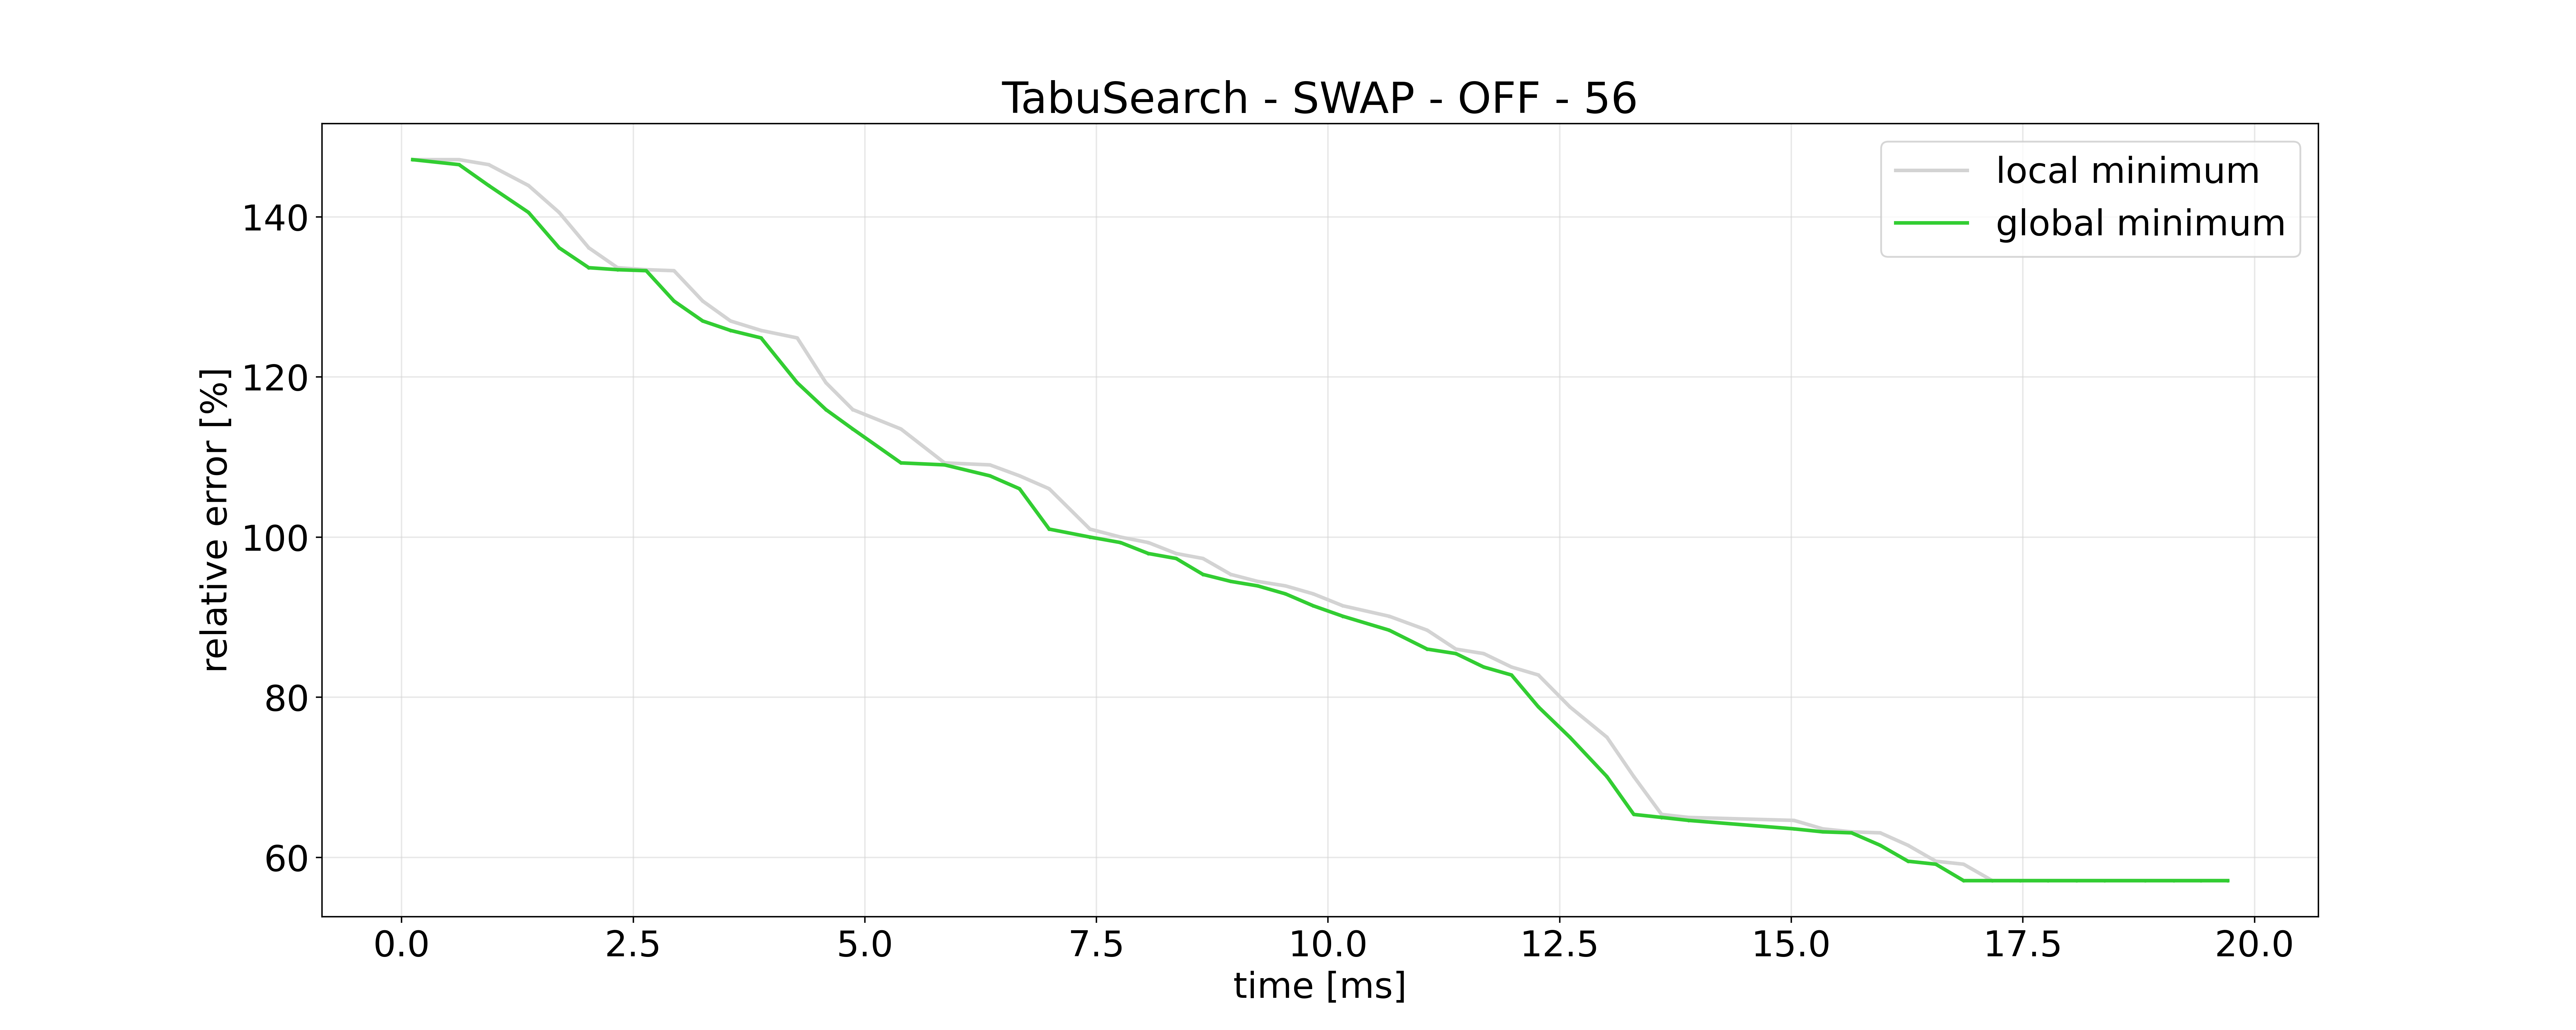 TabuSearch - SWAP - OFF - 56
local minimum
global minimum
relative error [%]
140
120
100
80
60
0.0 2.5 5.0 7.5 10.0 12.5 15.0 17.5 20.0
time [ms]